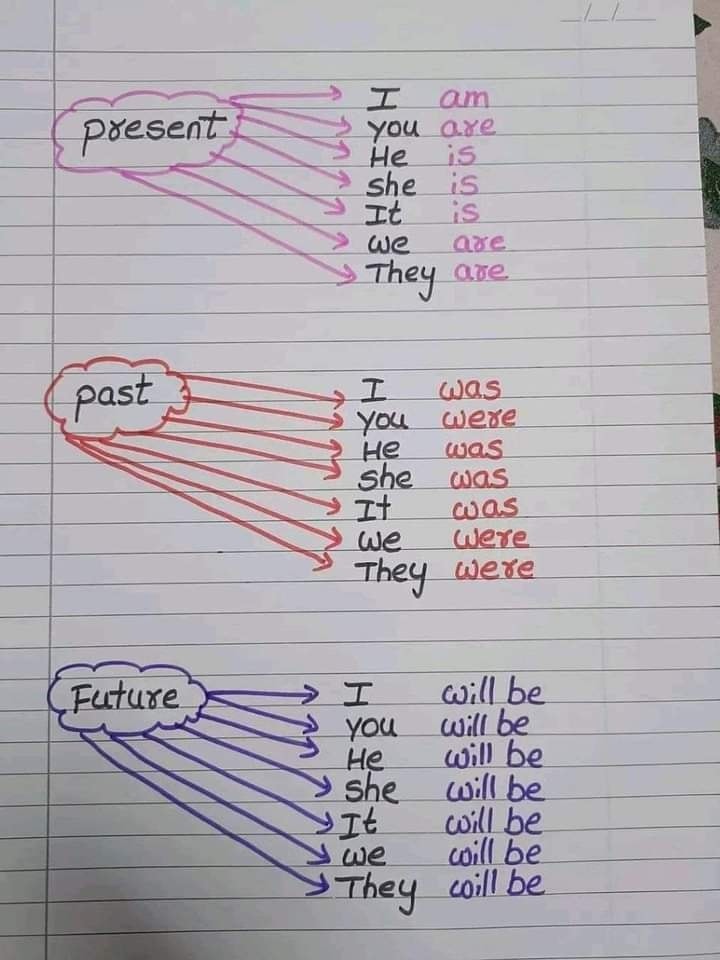 present
I am
you are
He is
she is
It is
we are
They are
past
I was
you were
He was
she was
It was
we were
They were
Future
I will be
you will be
He will be
she will be
It will be
we will be
They will be